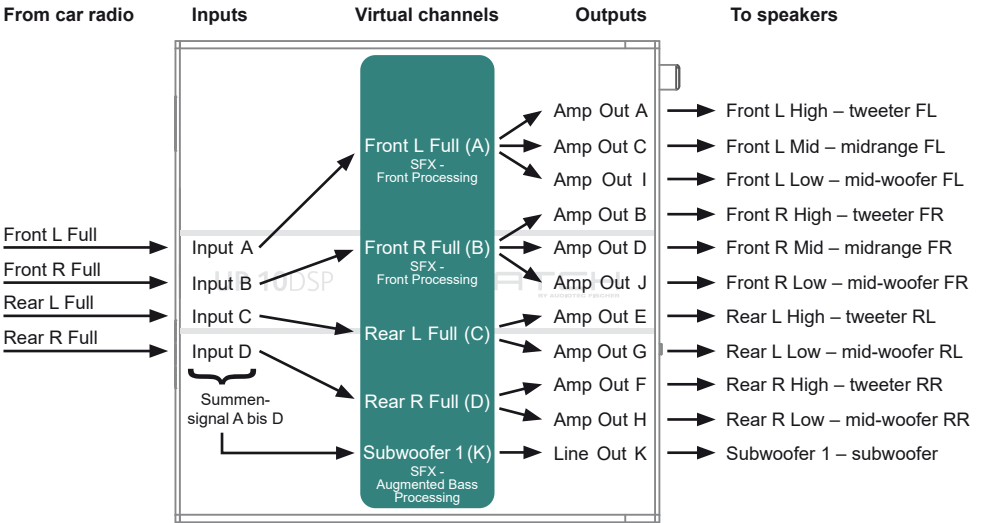 From car radio Inputs Virtual channels Outputs To speakers
Front L Full
Front R Full
Rear L Full
Rear R Full
Input A
Input B
Input C
Input D
Summen-
signal A bis D
UP 10DSP
Front L Full (A)
SFX -
Front Processing
Front R Full (B)
SFX -
Front Processing
Rear L Full (C)
Rear R Full (D)
Subwoofer 1 (K)
SFX -
Augmented Bass
Processing
BY AUDIOTEC FISCHER
Amp Out A Front L High – tweeter FL
Amp Out C Front L Mid – midrange FL
Amp Out I Front L Low – mid-woofer FL
Amp Out B Front R High – tweeter FR
Amp Out D Front R Mid – midrange FR
Amp Out J Front R Low – mid-woofer FR
Amp Out E Rear L High – tweeter RL
Amp Out G Rear L Low – mid-woofer RL
Amp Out F Rear R High – tweeter RR
Amp Out H Rear R Low – mid-woofer RR
Line Out K Subwoofer 1 – subwoofer